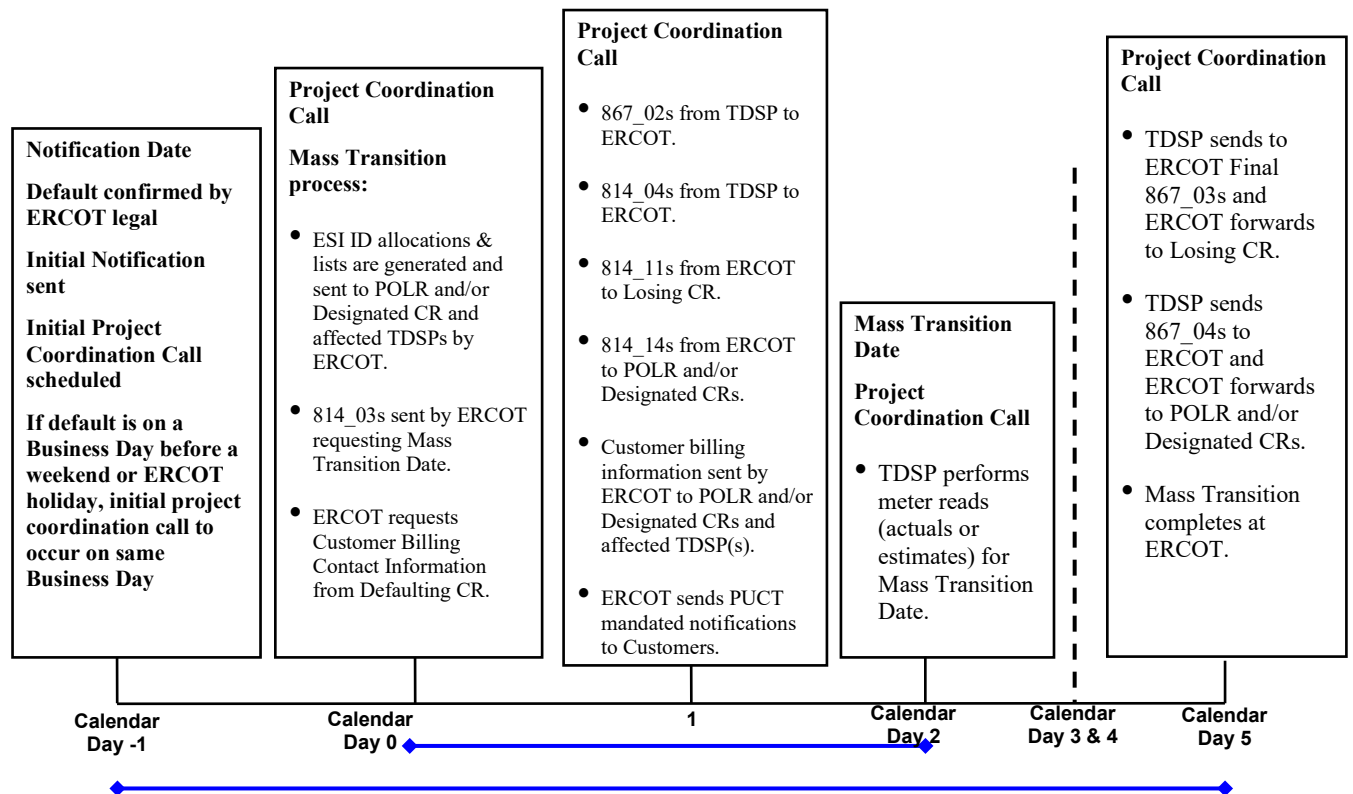 Notification Date
Default confirmed by
ERCOT legal
Initial Notification
sent
Initial Project
Coordination Call
scheduled
If default is on a
Business Day before a
weekend or ERCOT
holiday, initial project
coordination call to
occur on same
Business Day
Project Coordination
Call
Mass Transition
process:
• ESI ID allocations &
lists are generated and
sent to POLR and/or
Designated CR and
affected TDSPs by
ERCOT.
• 814_03s sent by ERCOT
requesting Mass
Transition Date.
• ERCOT requests
Customer Billing
Contact Information
from Defaulting CR.
Project Coordination
Call
• 867_02s from TDSP to
ERCOT.
• 814_04s from TDSP to
ERCOT.
• 814_11s from ERCOT
to Losing CR.
• 814_14s from ERCOT
to POLR and/or
Designated CRs.
• Customer billing
information sent by
ERCOT to POLR and/or
Designated CRs and
affected TDSP(s).
• ERCOT sends PUCT
mandated notifications
to Customers.
Mass Transition
Date
Project
Coordination Call
• TDSP performs
meter reads
(actuals or
estimates) for
Mass Transition
Date.
Project Coordination
Call
• TDSP sends to
ERCOT Final
867_03s and
ERCOT forwards
to Losing CR.
• TDSP sends
867_04s to
ERCOT and
ERCOT forwards
to POLR and/or
Designated CRs.
• Mass Transition
completes at
ERCOT.
Calendar
Day -1
Calendar
Day 0
1
Calendar
Day 2
Calendar
Day 3 & 4
Calendar
Day 5